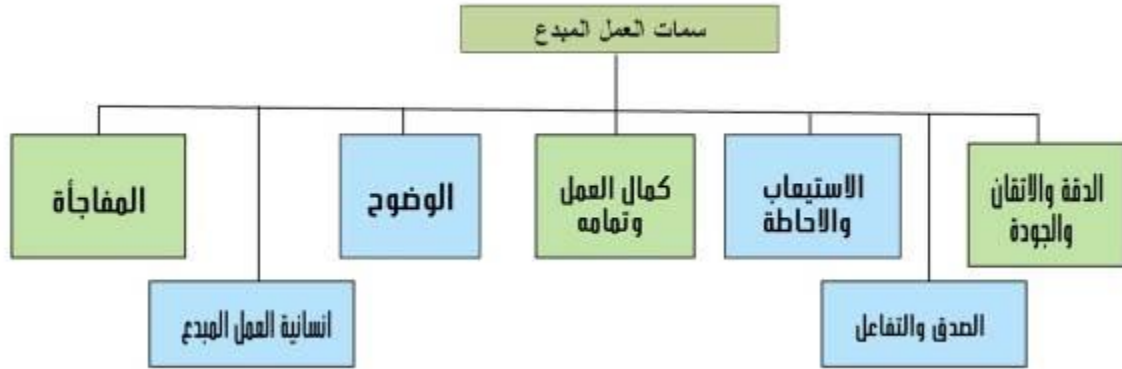 سمات العمل المبدع
الدقة والاتقان
والجودة
الاستيعاب
والاحاطة
كمال العمل
وتمامه
الوضوح
المفاجأة
الصدق والتفاعل
انسانية العمل المبدع